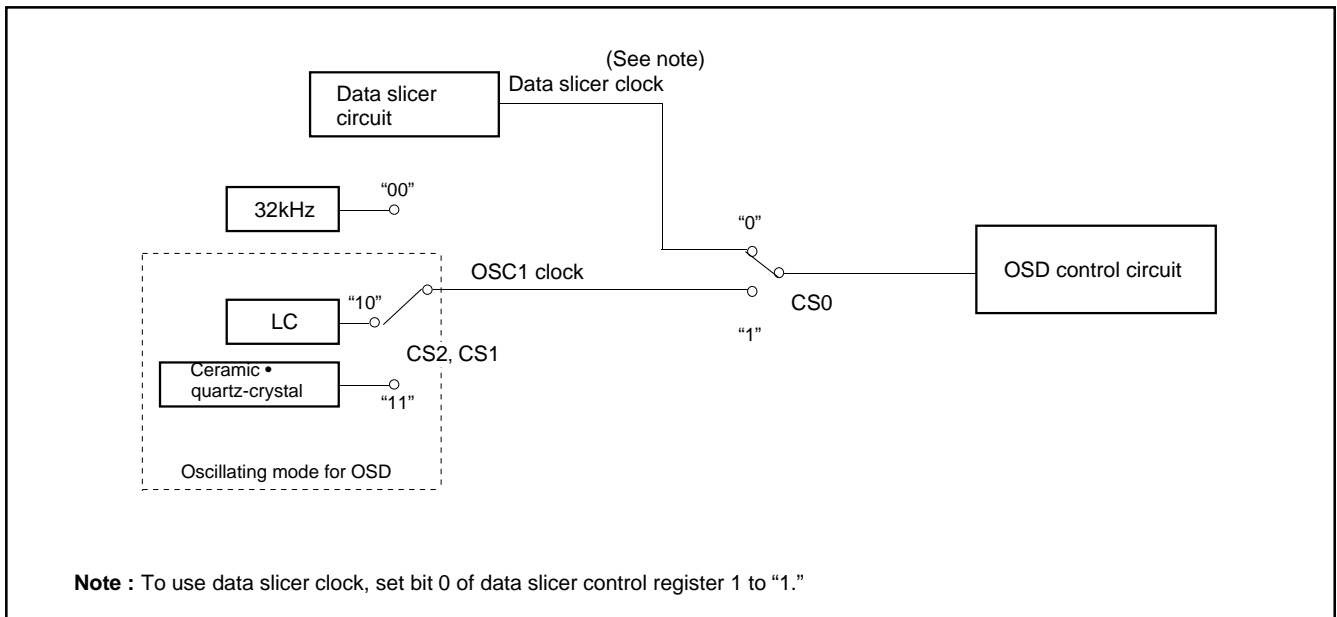 (See note)
Data slicer clock
Data slicer
circuit
“00”
32kHz
“0”
OSC1 clock
OSD control circuit
“10”
CS0
LC
“1”
CS2, CS1
Ceramic •
quartz-crystal
“11”
Oscillating mode for OSD
Note : To use data slicer clock, set bit 0 of data slicer control register 1 to “1.”